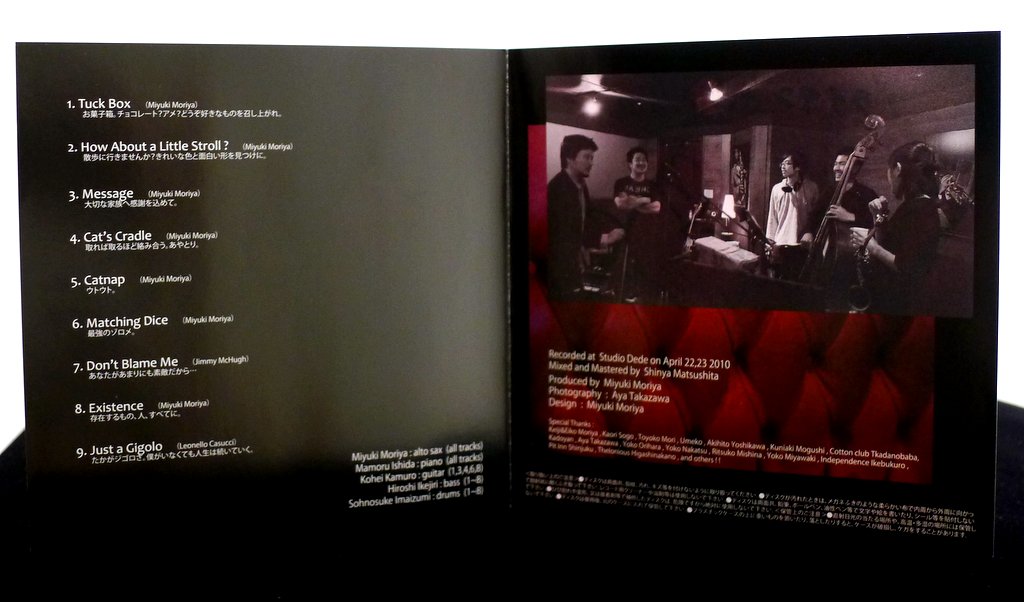 1. Tuck Box (Miyuki Moriya)
お菓子箱。チョコレート?アメ?どうぞ好きなものを召し上がれ。
2. How About a Little Stroll ? (Miyuki Moriya)
散歩に行きませんか?きれいな色と面白い形を見つけに。
3. Message (Miyuki Moriya)
大切な家族へ感謝を込めて。
4. Cat's Cradle (Miyuki Moriya)
取れば取るほど絡み合う。あやとり。
5. Catnap (Miyuki Moriya)
ウトウト。
6. Matching Dice (Miyuki Moriya)
最強のゾロメ。
7. Don't Blame Me (Jimmy McHugh)
あなたがあまりにも素敵だから…
8. Existence (Miyuki Moriya)
存在するもの、人、すべてに。
9. Just a Gigolo (Leonello Casucci)
たかがジゴロさ、僕がいなくても人生は続いていく。
Miyuki Moriya : alto sax (all tracks)
Mamoru Ishida : piano (all tracks)
Kohei Kamuro : guitar (1,3,4,6,8)
Hiroshi Ikejiri : bass (1~8)
Sohnosuke Imaizumi : drums (1~8)
Recorded at Studio Dede on April 22,23 2010
Mixed and Mastered by Shinya Matsushita
Produced by Miyuki Moriya
Photography : Aya Takazawa
Design : Miyuki Moriya
Special Thanks :
Keiji&Eiko Moriya , Kaori Sogo , Toyoko Mori , Umeko , Akihito Yoshikawa , Kuniaki Mogushi , Cotton club Tkadanobaba,
Kadoyan , Aya Takazawa , Yoko Orihara , Yoko Nakatsu , Ritsuko Mishina , Yoko Miyawaki , Independence Ikebukuro ,
Pit Inn Shinjuku , Thelonious Higashinakano , and others ! !